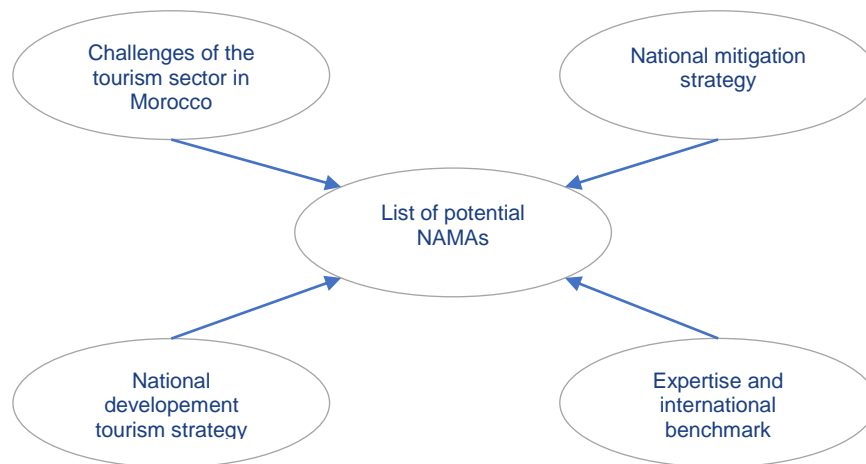 Challenges of the
tourism sector in
Morocco
National mitigation
strategy
List of potential
NAMAs
National
developement
tourism strategy
Expertise and
international
benchmark